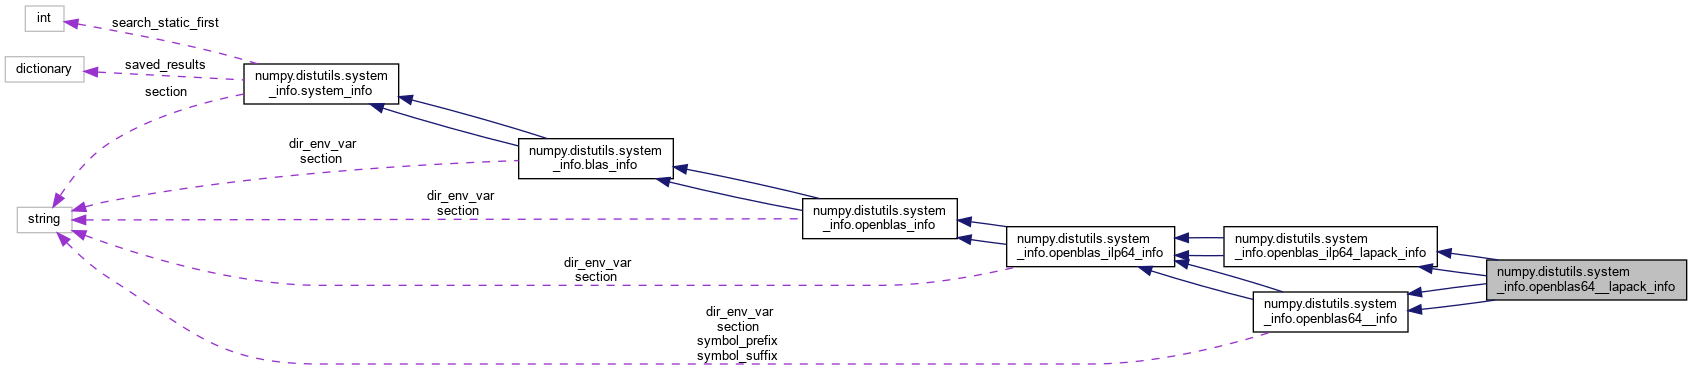 int
search_static_first
dictionary
saved_results
section
numpy.distutils.system
_info.system_info
dir_env_var
section
numpy.distutils.system
_info.blas_info
string
dir_env_var
section
numpy.distutils.system
_info.openblas_info
dir_env_var
section
numpy.distutils.system
_info.openblas_ilp64_info
numpy.distutils.system
_info.openblas_ilp64_lapack_info
numpy.distutils.system
_info.openblas64__lapack_info
dir_env_var
section
symbol_prefix
symbol_suffix
numpy.distutils.system
_info.openblas64__info